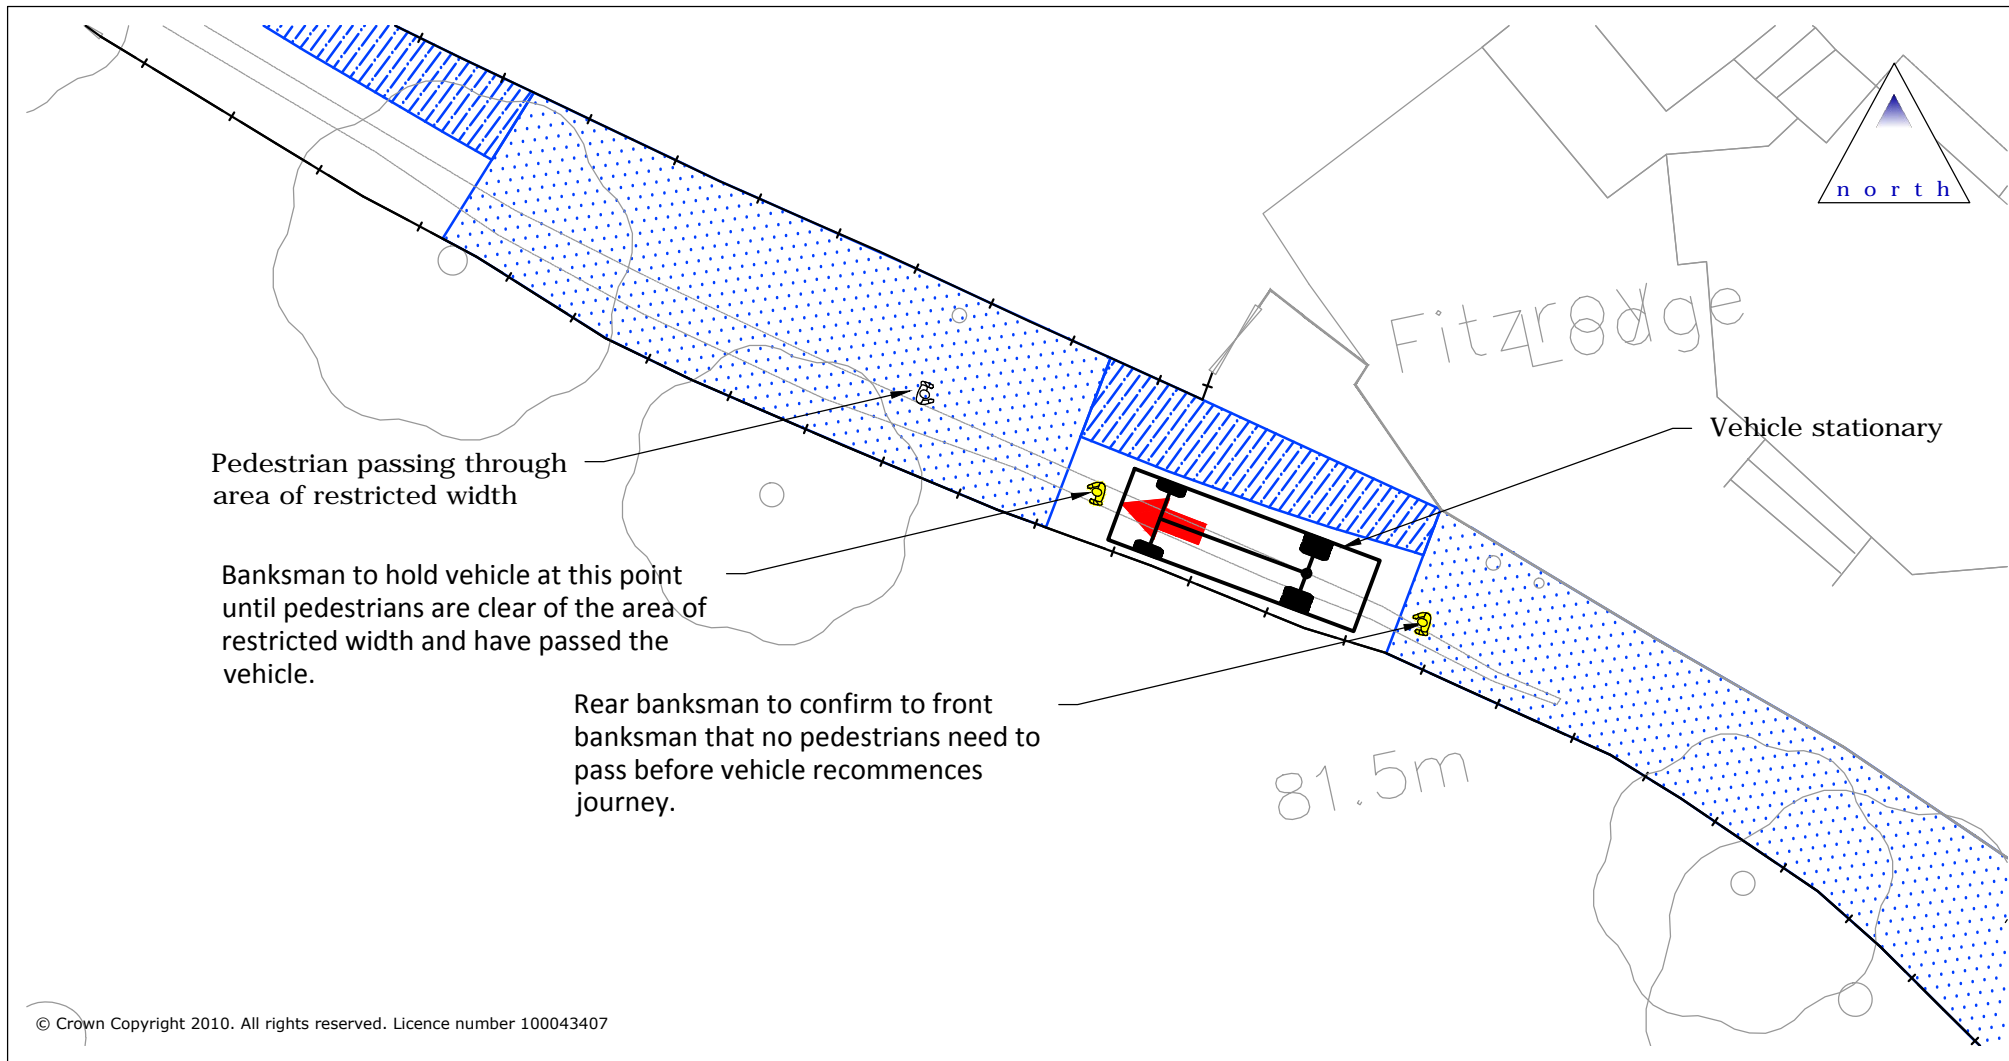 north
Fitzroy
Lodge
Vehicle stationary
Pedestrian passing through
area of restricted width
Banksman to hold vehicle at this point
until pedestrians are clear of the area of
restricted width and have passed the
vehicle.
Rear banksman to confirm to front
banksman that no pedestrians need to
pass before vehicle recommences
journey.
81.5m
© Crown Copyright 2010. All rights reserved. Licence number 100043407